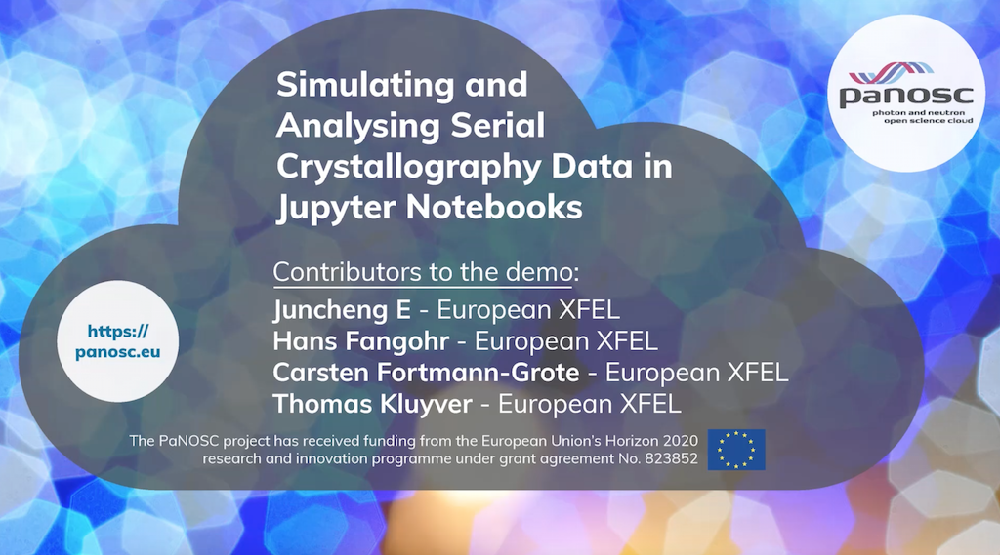 Simulating and
Analysing Serial
Crystallography Data in
Jupyter Notebooks
panosc
photon and neutron
open science cloud
Contributors to the demo:
Juncheng E - European XFEL
Hans Fangohr - European XFEL
Carsten Fortmann-Grote - European XFEL
Thomas Kluyver - European XFEL
https://
panosc.eu
The PaNOSC project has received funding from the European Union's Horizon 2020
research and innovation programme under grant agreement No. 823852